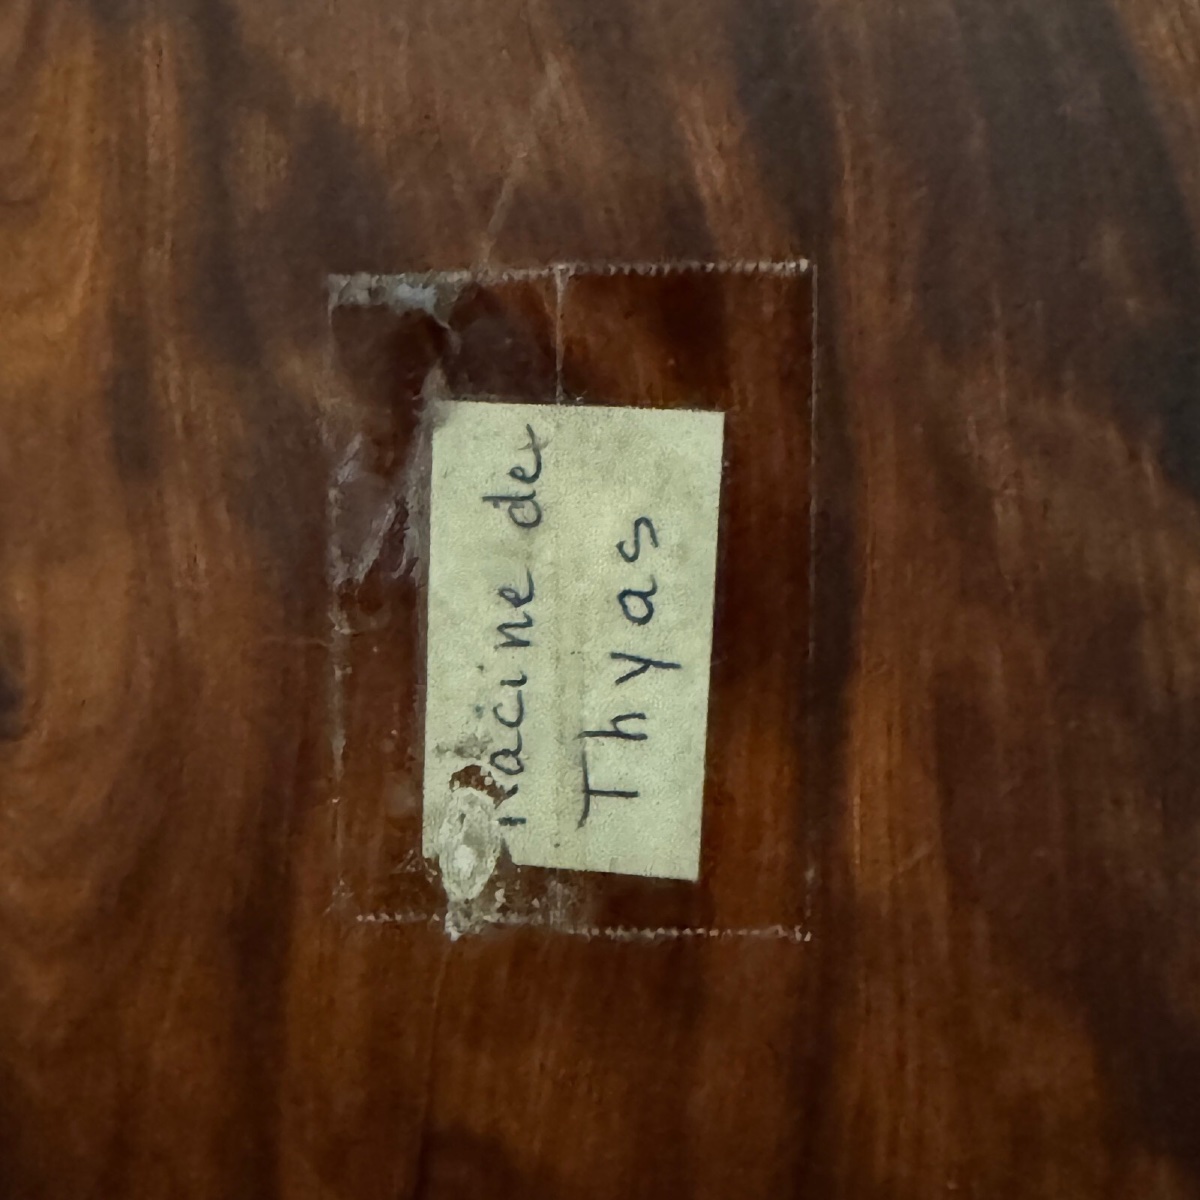 Racine de
Thyas